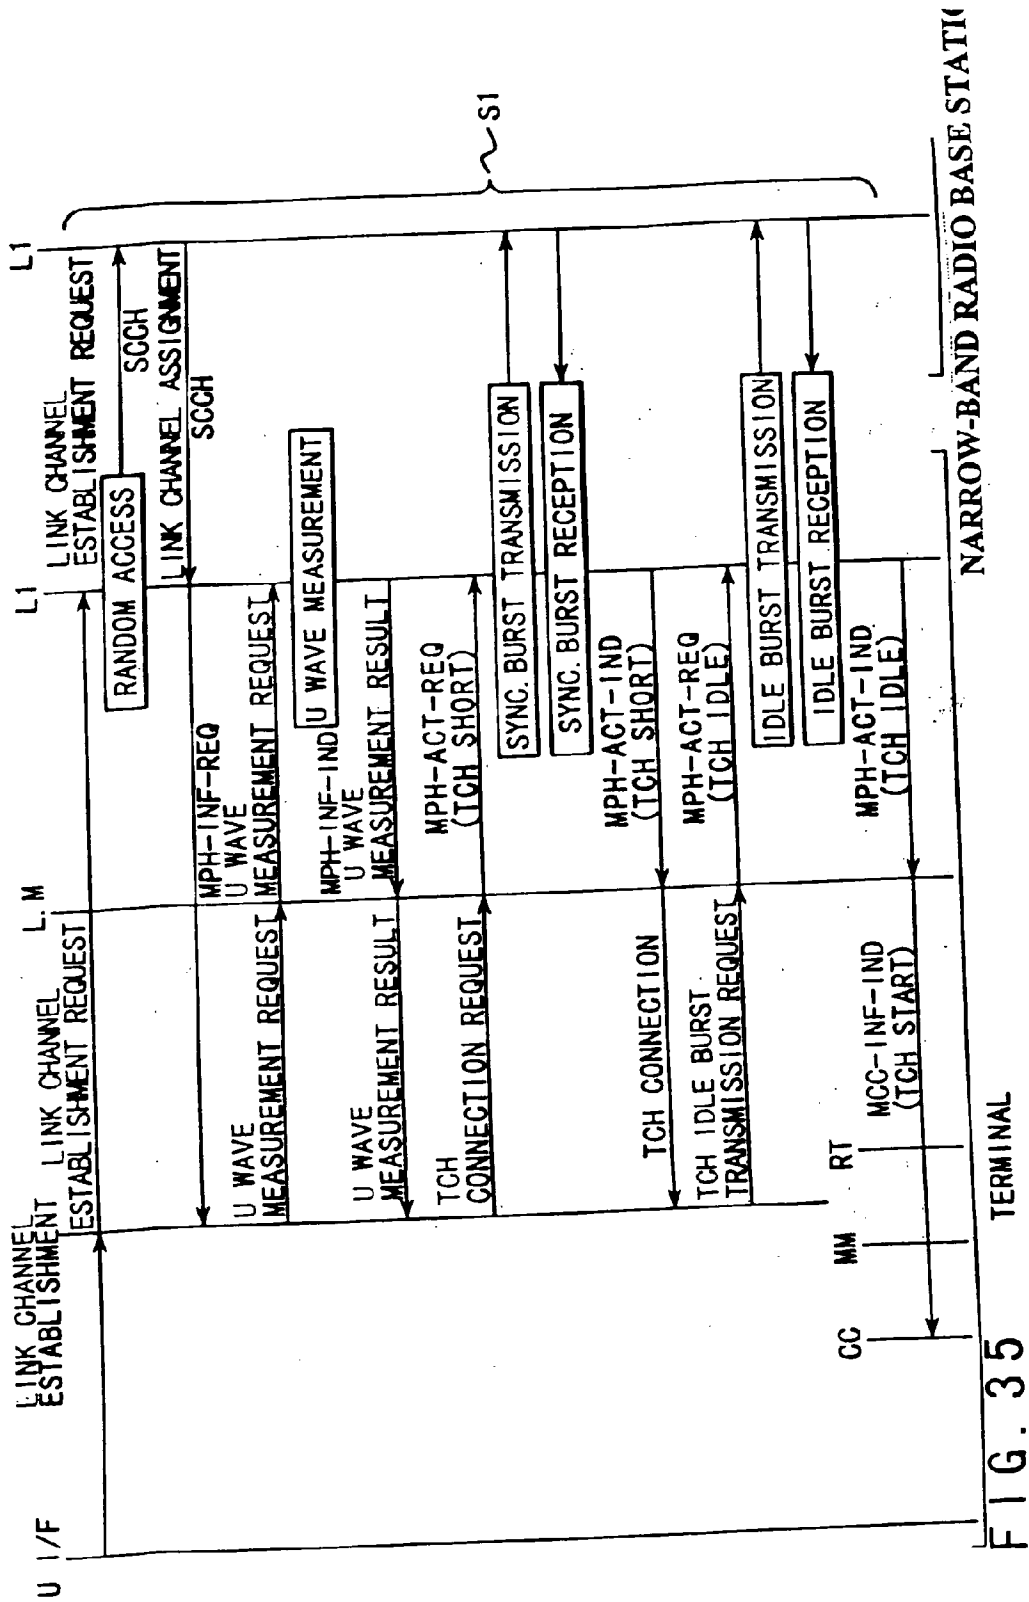 U I/F
LINK CHANNEL
ESTABLISHMENT
LINK CHANNEL
ESTABLISHMENT REQUEST
L.M
L1
LINK CHANNEL
ESTABLISHMENT REQUEST
L1
RANDOM ACCESS
SCCH
LINK CHANNEL ASSIGNMENT
SCCH
MPH-INF-REQ
U WAVE
MEASUREMENT REQUEST
U WAVE
MEASUREMENT REQUEST
U WAVE MEASUREMENT
MPH-INF-IND
U WAVE
MEASUREMENT RESULT
U WAVE
MEASUREMENT RESULT
TCH
CONNECTION REQUEST
MPH-ACT-REQ
(TCH SHORT)
SYNC. BURST TRANSMISSION
SYNC. BURST RECEPTION
S1
MPH-ACT-IND
(TCH SHORT)
TCH CONNECTION
TCH IDLE BURST
TRANSMISSION REQUEST
MPH-ACT-REQ
(TCH IDLE)
IDLE BURST TRANSMISSION
IDLE BURST RECEPTION
CC
MM
RT
MCC-INF-IND
(TCH START)
MPH-ACT-IND
(TCH IDLE)
TERMINAL
NARROW-BAND RADIO BASE
FIG. 35